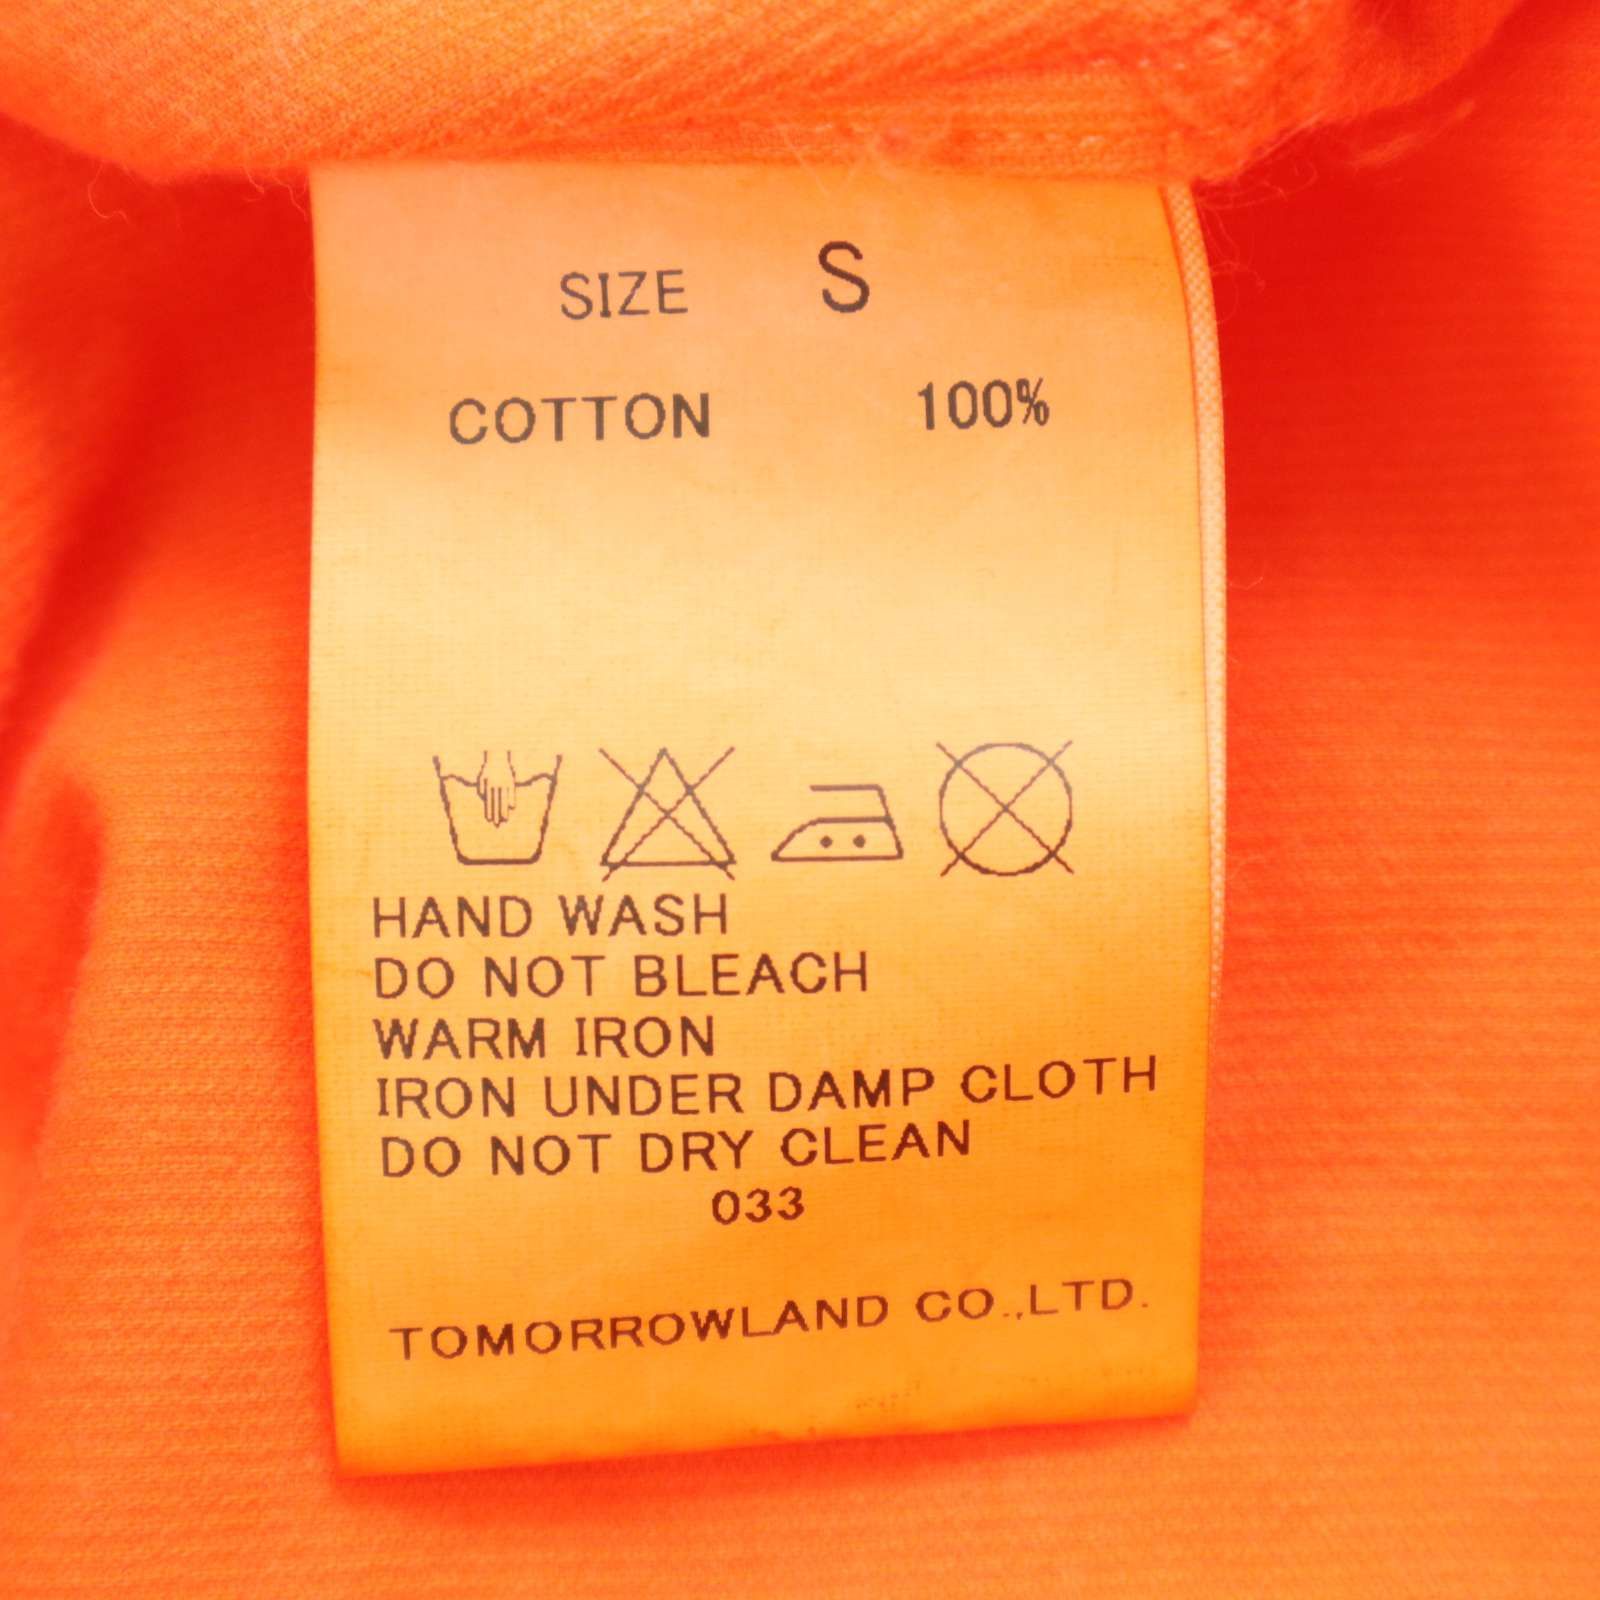 SIZE S
COTTON 100%
HAND WASH
DO NOT BLEACH
WARM IRON
IRON UNDER DAMP CLOTH
DO NOT DRY CLEAN
033
TOMORROWLAND CO.,LTD.